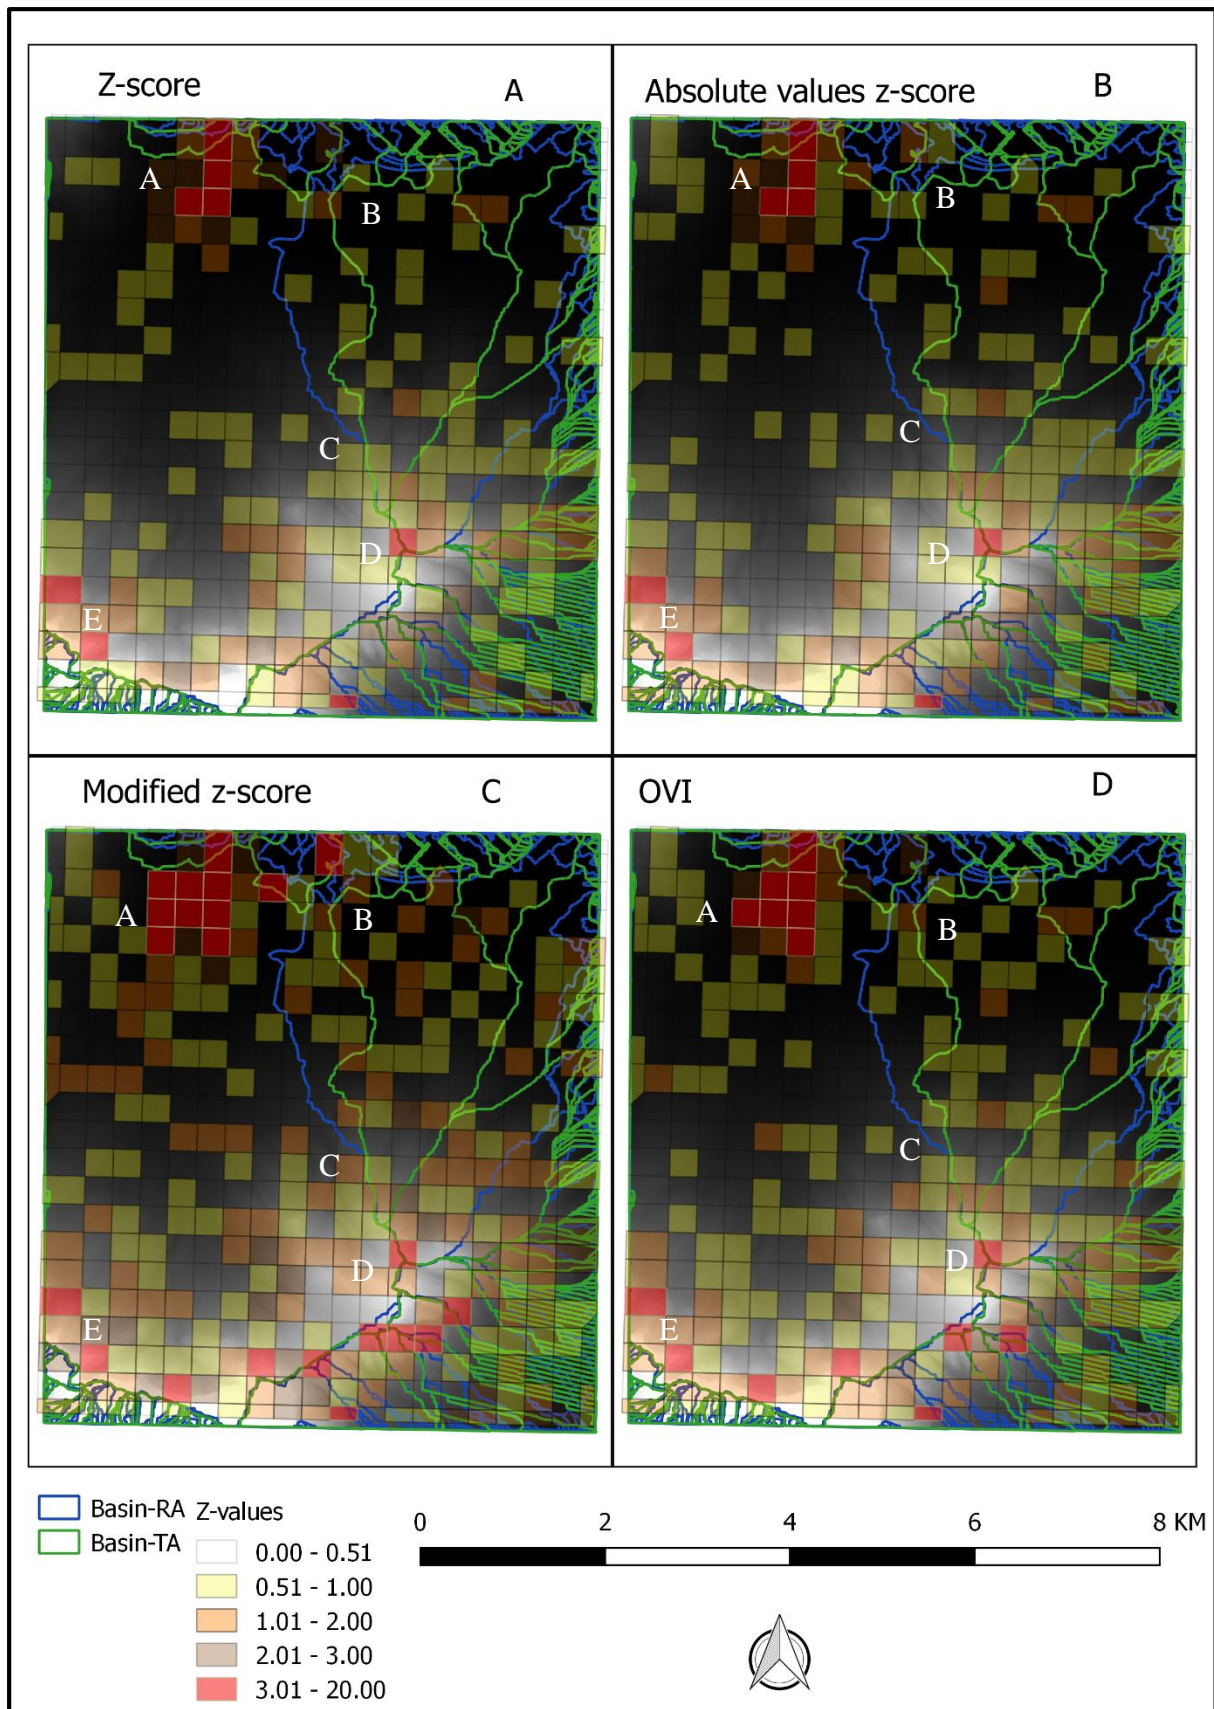 Z-score A
A
B
C
D
E
Absolute values z-score B
A
B
C
D
E
Modified z-score C
A
B
C
D
E
OVI D
A
B
C
D
E
Basin-RA
Basin-TA
Z-values
0.00 - 0.51
0.51 - 1.00
1.01 - 2.00
2.01 - 3.00
3.01 - 20.00
0 2 4 6 8 KM